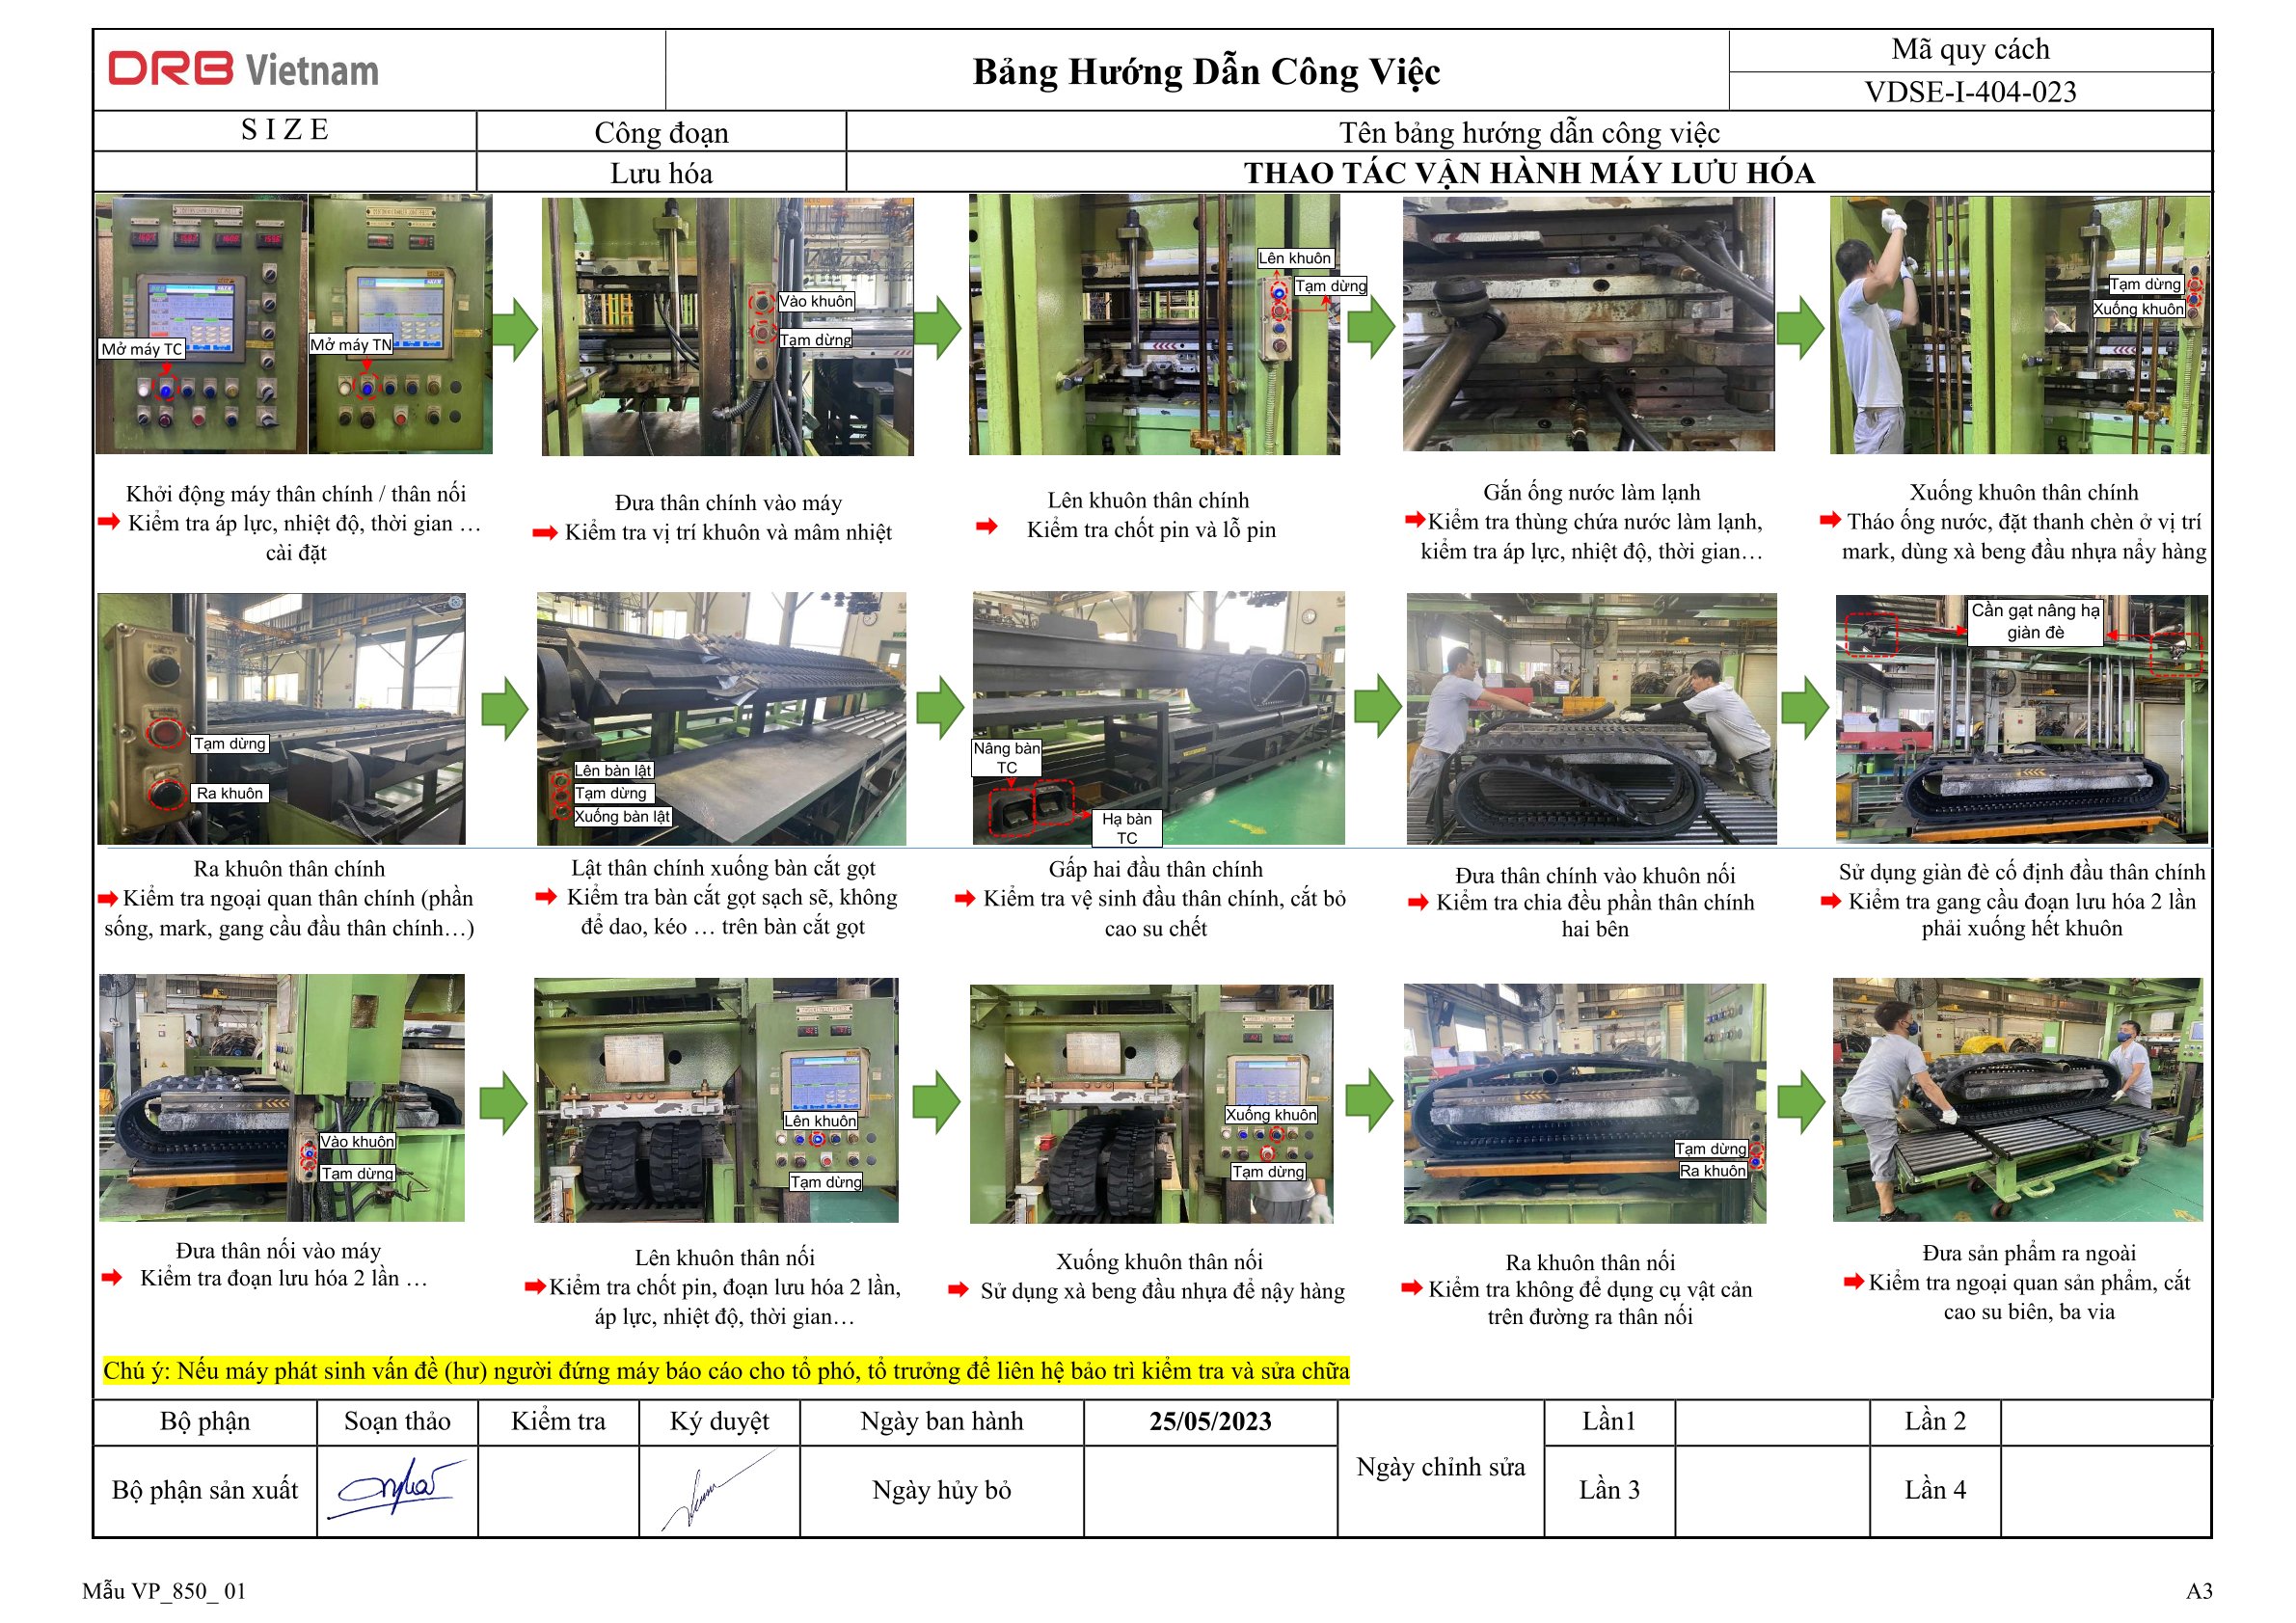 DRB Vietnam
Bảng Hướng Dẫn Công Việc
Mã quy cách
VDSE-I-404-023
S I Z E
Công đoạn
Tên bảng hướng dẫn công việc
Lưu hóa
THAO TÁC VẬN HÀNH MÁY LƯU HÓA
Mở máy TC
Mở máy TN
Vào khuôn
Tạm dừng
Lên khuôn
Tạm dừng
Tạm dừng
Xuống khuôn
Khởi động máy thân chính / thân nối
Kiểm tra áp lực, nhiệt độ, thời gian …
cài đặt
Đưa thân chính vào máy
Kiểm tra vị trí khuôn và mâm nhiệt
Lên khuôn thân chính
Kiểm tra chốt pin và lỗ pin
Gắn ống nước làm lạnh
Kiểm tra thùng chứa nước làm lạnh,
kiểm tra áp lực, nhiệt độ, thời gian…
Xuống khuôn thân chính
Tháo ống nước, đặt thanh chèn ở vị trí
mark, dùng xà beng đầu nhựa nẩy hàng
Tạm dừng
Ra khuôn
Lên bàn lật
Tạm dừng
Xuống bàn lật
Nâng bàn
TC
Hạ bàn
TC
Cần gạt nâng hạ
giàn đè
Ra khuôn thân chính
Kiểm tra ngoại quan thân chính (phần
sống, mark, gang cầu đầu thân chính…)
Lật thân chính xuống bàn cắt gọt
Kiểm tra bàn cắt gọt sạch sẽ, không
để dao, kéo … trên bàn cắt gọt
Gấp hai đầu thân chính
Kiểm tra vệ sinh đầu thân chính, cắt bỏ
cao su chết
Đưa thân chính vào khuôn nối
Kiểm tra chia đều phần thân chính
hai bên
Sử dụng giàn đè cố định đầu thân chính
Kiểm tra gang cầu đoạn lưu hóa 2 lần
phải xuống hết khuôn
Vào khuôn
Tạm dừng
Lên khuôn
Tạm dừng
Xuống khuôn
Tạm dừng
Tạm dừng
Ra khuôn
Đưa thân nối vào máy
Kiểm tra đoạn lưu hóa 2 lần …
Lên khuôn thân nối
Kiểm tra chốt pin, đoạn lưu hóa 2 lần,
áp lực, nhiệt độ, thời gian…
Xuống khuôn thân nối
Sử dụng xà beng đầu nhựa để nậy hàng
Ra khuôn thân nối
Kiểm tra không để dụng cụ vật cản
trên đường ra thân nối
Đưa sản phẩm ra ngoài
Kiểm tra ngoại quan sản phẩm, cắt
cao su biên, ba via
Chú ý: Nếu máy phát sinh vấn đề (hư) người đứng máy báo cáo cho tổ phó, tổ trưởng để liên hệ bảo trì kiểm tra và sửa chữa
Bộ phận
Soạn thảo
Kiểm tra
Ký duyệt
Ngày ban hành
25/05/2023
Ngày chỉnh sửa
Lần1
Lần 2
Bộ phận sản xuất
Ngày hủy bỏ
Lần 3
Lần 4
Mẫu VP_850_ 01
A3